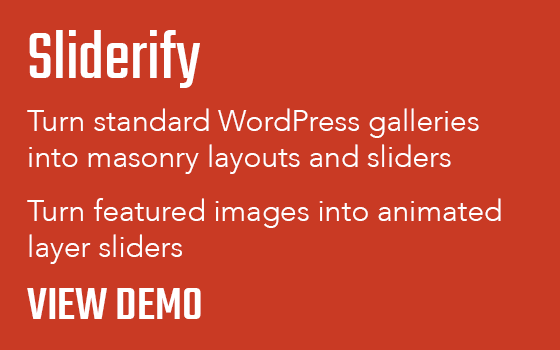 Sliderify
Turn standard WordPress galleries
into masonry layouts and sliders
Turn featured images into animated
layer sliders
VIEW DEMO